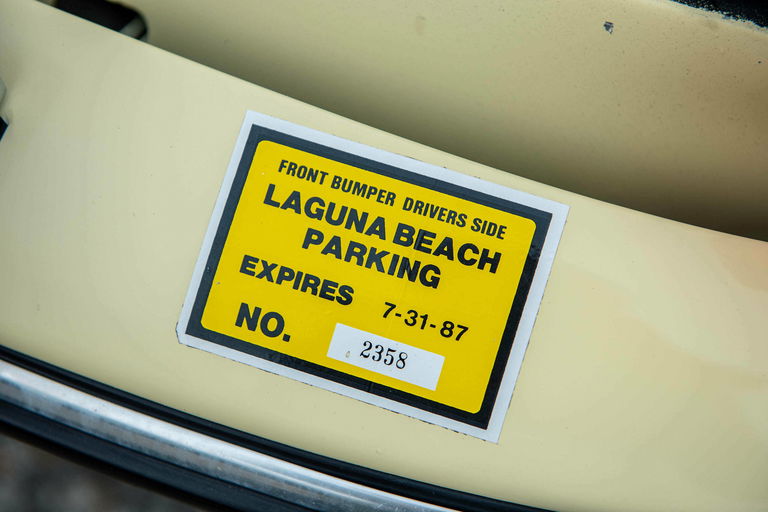 FRONT BUMPER DRIVERS SIDE
LAGUNA BEACH
PARKING
EXPIRES 7-31-87
NO. 2358